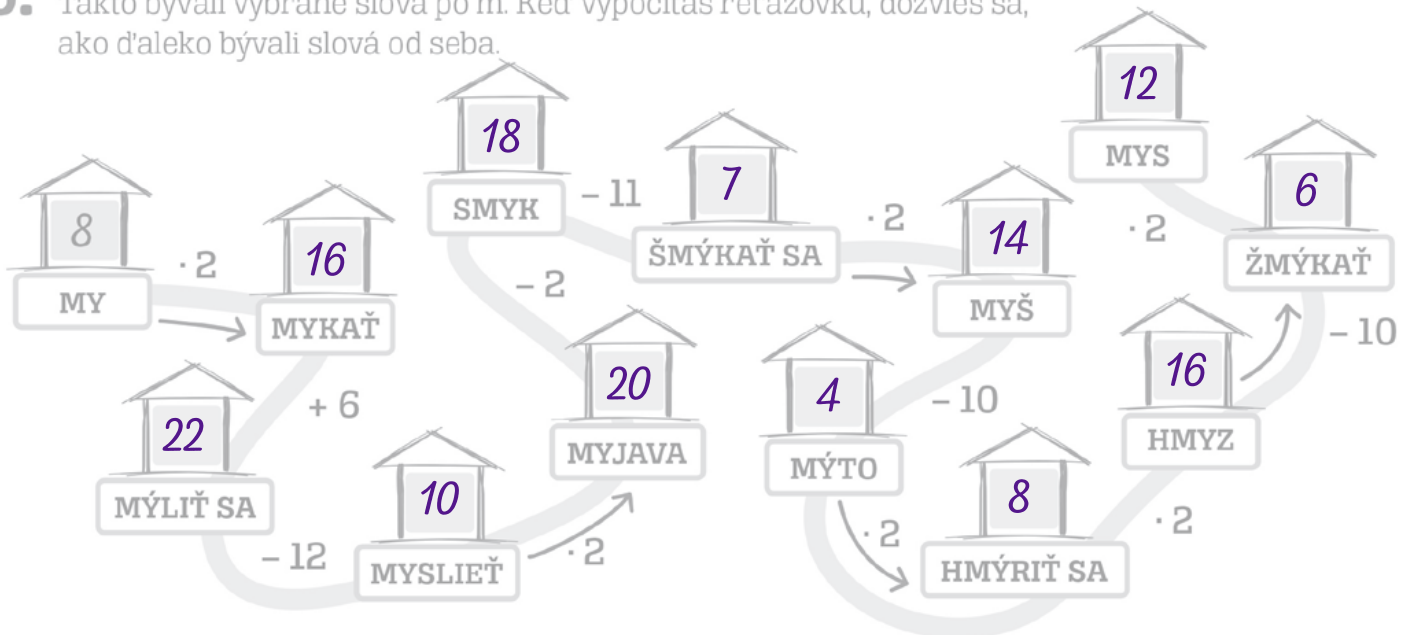 Takto bývali vybrané slová po m. Keď vypočítaš reťazovku, dozvieš sa,
ako ďaleko bývali slová od seba.
8
MY
· 2
16
MYKAŤ
+ 6
22
MÝLIŤ SA
– 12
10
MYSLIEŤ
· 2
20
MYJAVA
– 2
18
SMYK
– 11
7
ŠMÝKAŤ SA
· 2
14
MYŠ
– 10
4
MÝTO
· 2
8
HMÝRIŤ SA
· 2
16
HMYZ
– 10
6
ŽMÝKAŤ
· 2
12
MYS